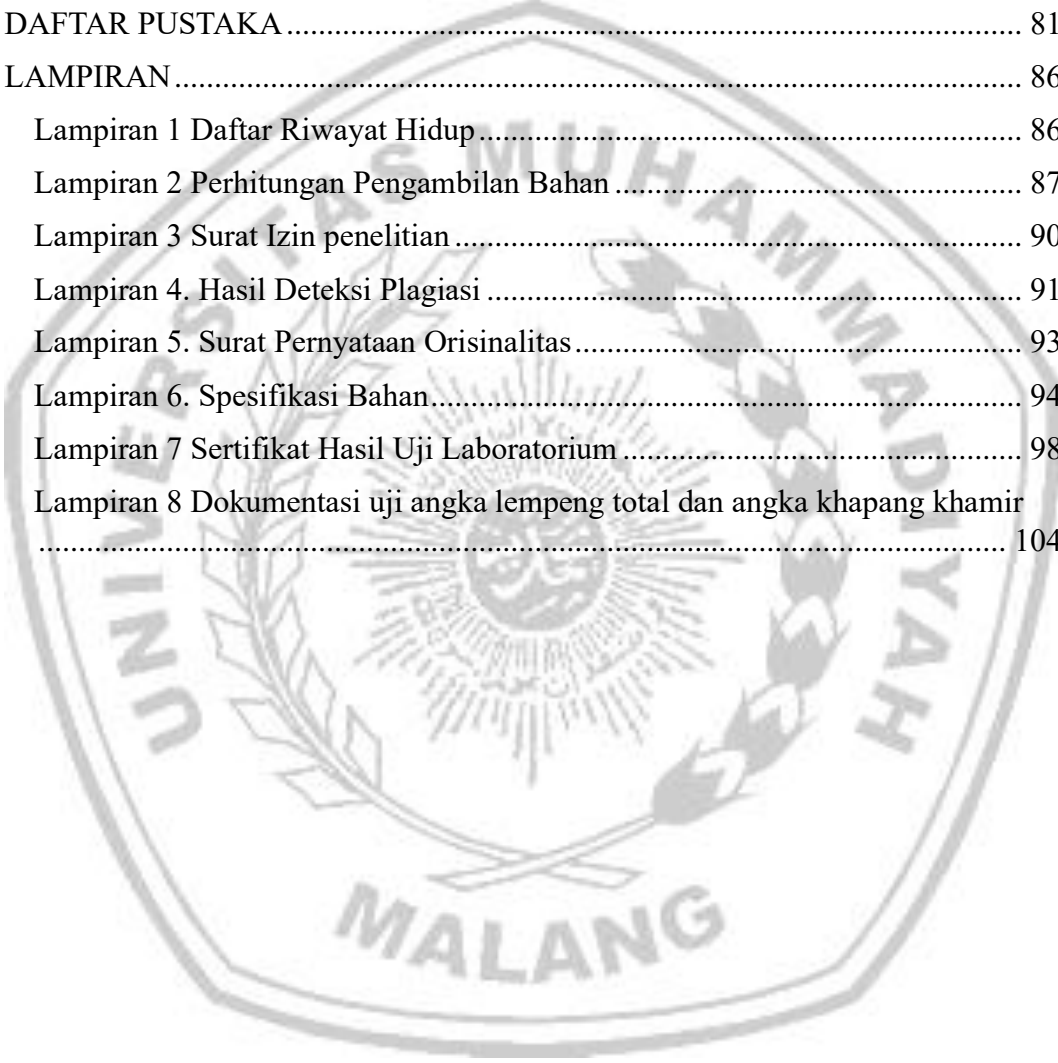 DAFTAR PUSTAKA.......................................................................................... 81
LAMPIRAN........................................................................................................ 86
Lampiran 1 Daftar Riwayat Hidup.................................................................. 86
Lampiran 2 Perhitungan Pengambilan Bahan ................................................. 87
Lampiran 3 Surat Izin penelitian ..................................................................... 90
Lampiran 4. Hasil Deteksi Plagiasi ................................................................. 91
Lampiran 5. Surat Pernyataan Orisinalitas...................................................... 93
Lampiran 6. Spesifikasi Bahan........................................................................ 94
Lampiran 7 Sertifikat Hasil Uji Laboratorium ................................................ 98
Lampiran 8 Dokumentasi uji angka lempeng total dan angka khapang khamir
........................................................................................................................ 104
UNIVERSITAS MUHAMMADIYAH
MALANG